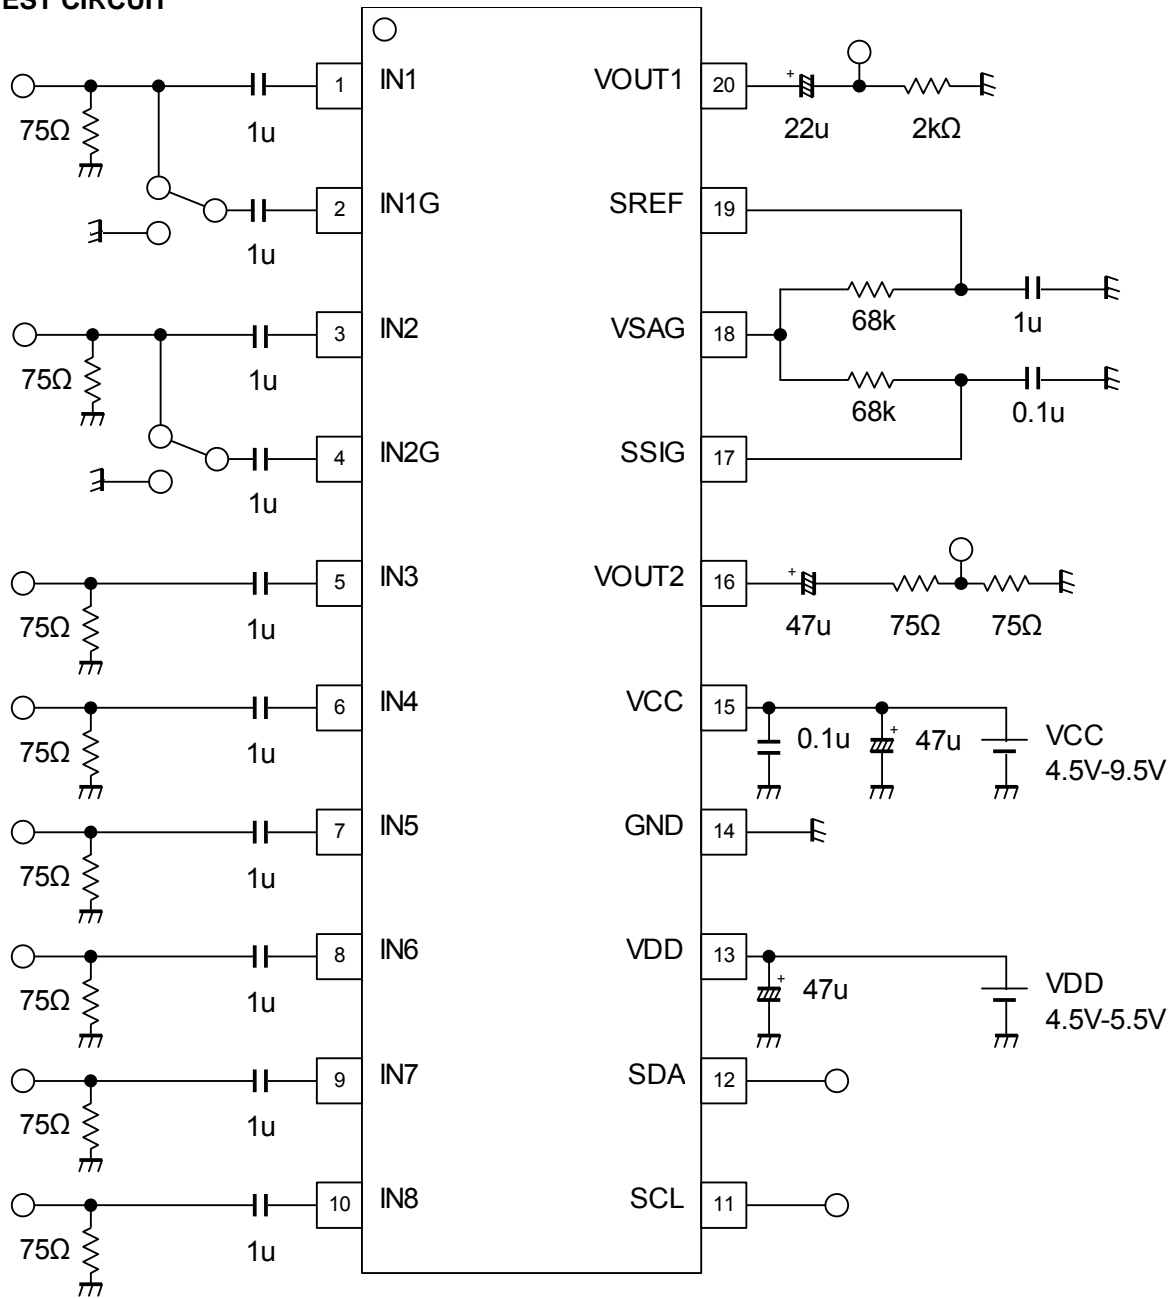 EST CIRCUIT
1 IN1 VOUT1 20
75Ω 1u + 22u 2kΩ
2 IN1G SREF 19
1u 68k 1u
3 IN2 VSAG 18
75Ω 1u 68k 0.1u
4 IN2G SSIG 17
1u
5 IN3 VOUT2 16 +
75Ω 1u 47u 75Ω 75Ω
6 IN4 VCC 15
75Ω 1u 0.1u + 47u VCC
4.5V-9.5V
7 IN5 GND 14
75Ω 1u
8 IN6 VDD 13
75Ω 1u + 47u VDD
4.5V-5.5V
9 IN7 SDA 12
75Ω 1u
10 IN8 SCL 11
75Ω 1u